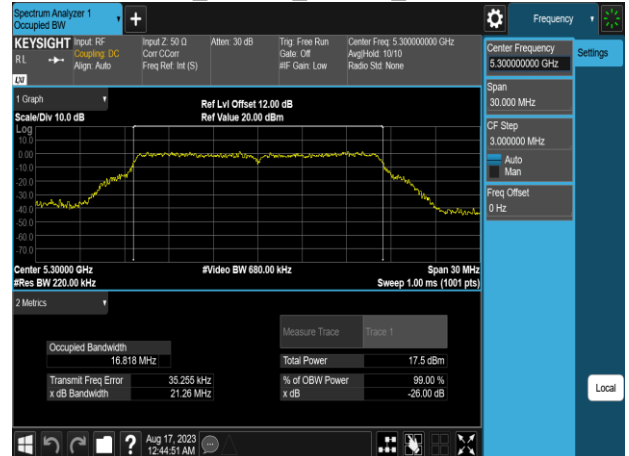 Spectrum Analyzer 1
Occupied BW
Frequency
KEYSIGHT
RL
LXI
Input: RF
Coupling: DC
Align: Auto
Input Z: 50 Ω
Corr CCorr
Freq Ref: Int (S)
Atten: 30 dB
Trig: Free Run
Gate: Off
#IF Gain: Low
Center Freq: 5.300000000 GHz
Avg|Hold: 10/10
Radio Std: None
Center Frequency
5.300000000 GHz
Settings
Span
30.000 MHz
CF Step
3.000000 MHz
Auto
Man
Freq Offset
0 Hz
Local
1 Graph
Scale/Div 10.0 dB
Ref Lvl Offset 12.00 dB
Ref Value 20.00 dBm
Log
10.0
0.00
-10.0
-20.0
-30.0
-40.0
-50.0
-60.0
-70.0
Center 5.30000 GHz
#Res BW 220.00 kHz
#Video BW 680.00 kHz
Span 30 MHz
Sweep 1.00 ms (1001 pts)
2 Metrics
Measure Trace
Trace 1
Occupied Bandwidth
16.818 MHz
Total Power
17.5 dBm
Transmit Freq Error
35.255 kHz
% of OBW Power
99.00 %
x dB Bandwidth
21.26 MHz
x dB
-26.00 dB
?
Aug 17, 2023
12:44:51 AM